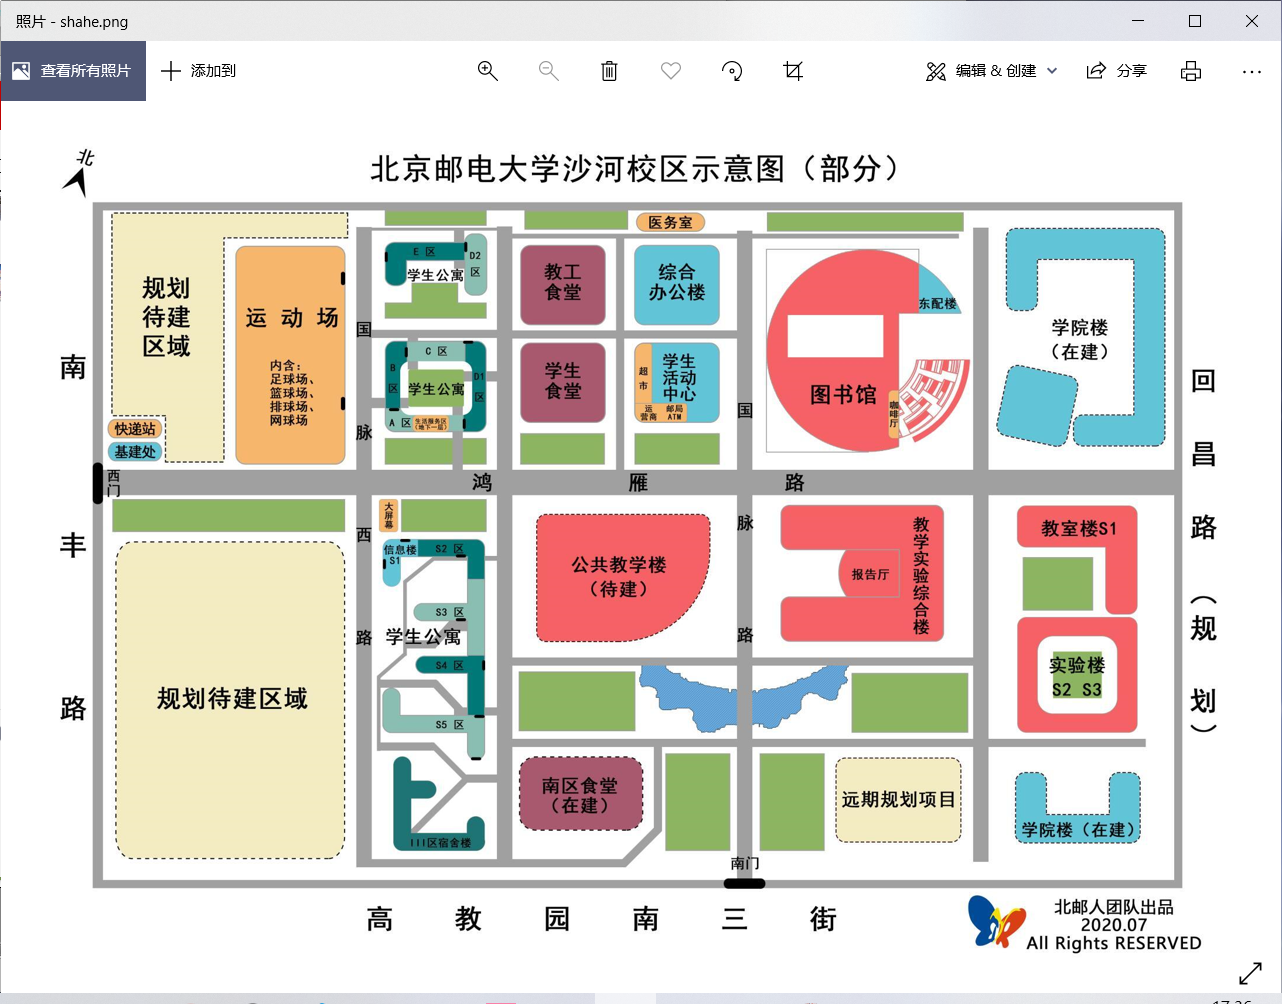 照片 - shahe.png
查看所有照片
添加到
编辑 & 创建
分享
北
北京邮电大学沙河校区示意图（部分）
规划
待建
区域
运 动 场
内含：
足球场、
篮球场、
排球场、
网球场
快递站
基建处
西门
南丰路
E 区
D2区
学生公寓
C 区
B区
D1区
学生公寓
A 区
生活服务区
（地下一层）
教工
食堂
学生
食堂
医务室
综合
办公楼
超市
学生
活动
中心
运营商
邮局
ATM
图书馆
东配楼
咖啡厅
学院楼
（在建）
国脉西路
国脉路
鸿雁路
回昌路（规划）
大屏幕
信息楼
S1
S2 区
S3 区
学生公寓
S4 区
S5 区
III区宿舍楼
规划待建区域
公共教学楼
（待建）
报告厅
教学实验综合楼
教室楼S1
实验楼
S2 S3
南区食堂
（在建）
远期规划项目
学院楼（在建）
南门
高教园南三街
北邮人团队出品
2020.07
All Rights RESERVED